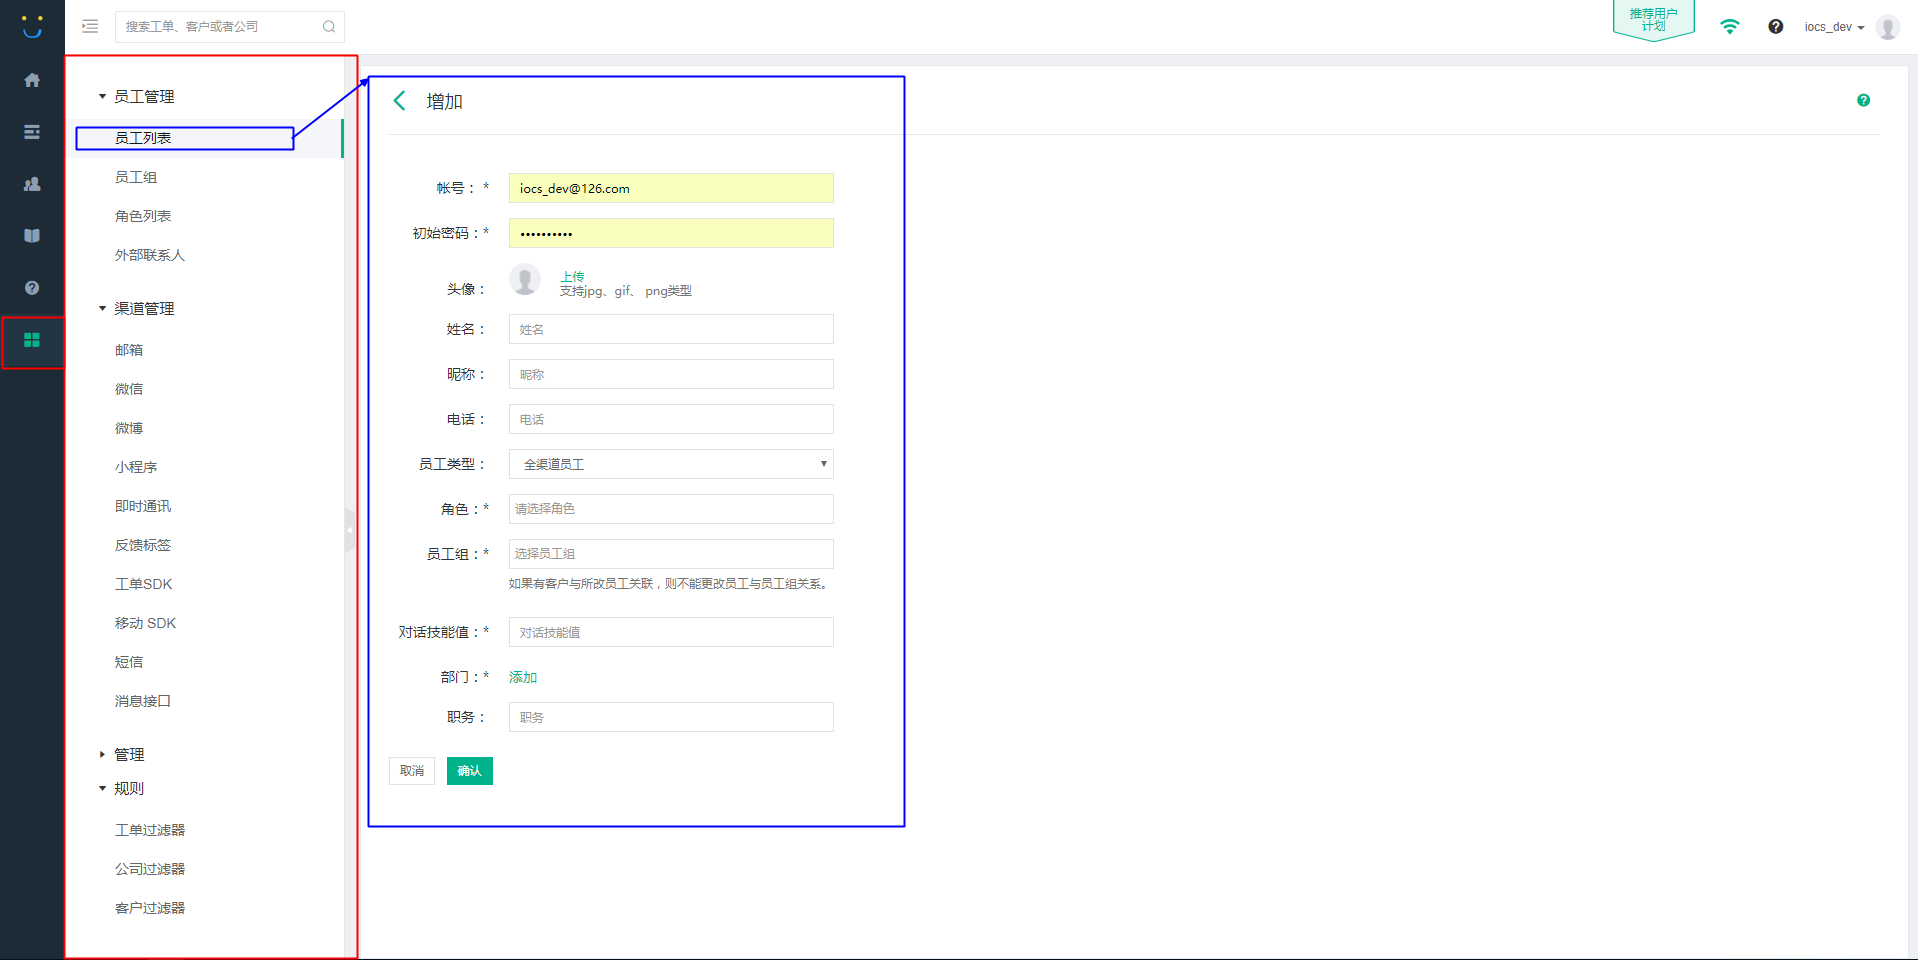 搜索工单、客户或者公司
推荐用户
计划
iocs_dev
员工管理
员工列表
员工组
角色列表
外部联系人
渠道管理
邮箱
微信
微博
小程序
即时通讯
反馈标签
工单SDK
移动 SDK
短信
消息接口
管理
规则
工单过滤器
公司过滤器
客户过滤器
增加
帐号：* iocs_dev@126.com
初始密码：* ••••••••••
头像： 上传
支持jpg、gif、 png类型
姓名： 姓名
昵称： 昵称
电话： 电话
员工类型： 全渠道员工
角色：* 请选择角色
员工组：* 选择员工组
如果有客户与所改员工关联，则不能更改员工与员工组关系。
对话技能值：* 对话技能值
部门：* 添加
职务： 职务
取消 确认